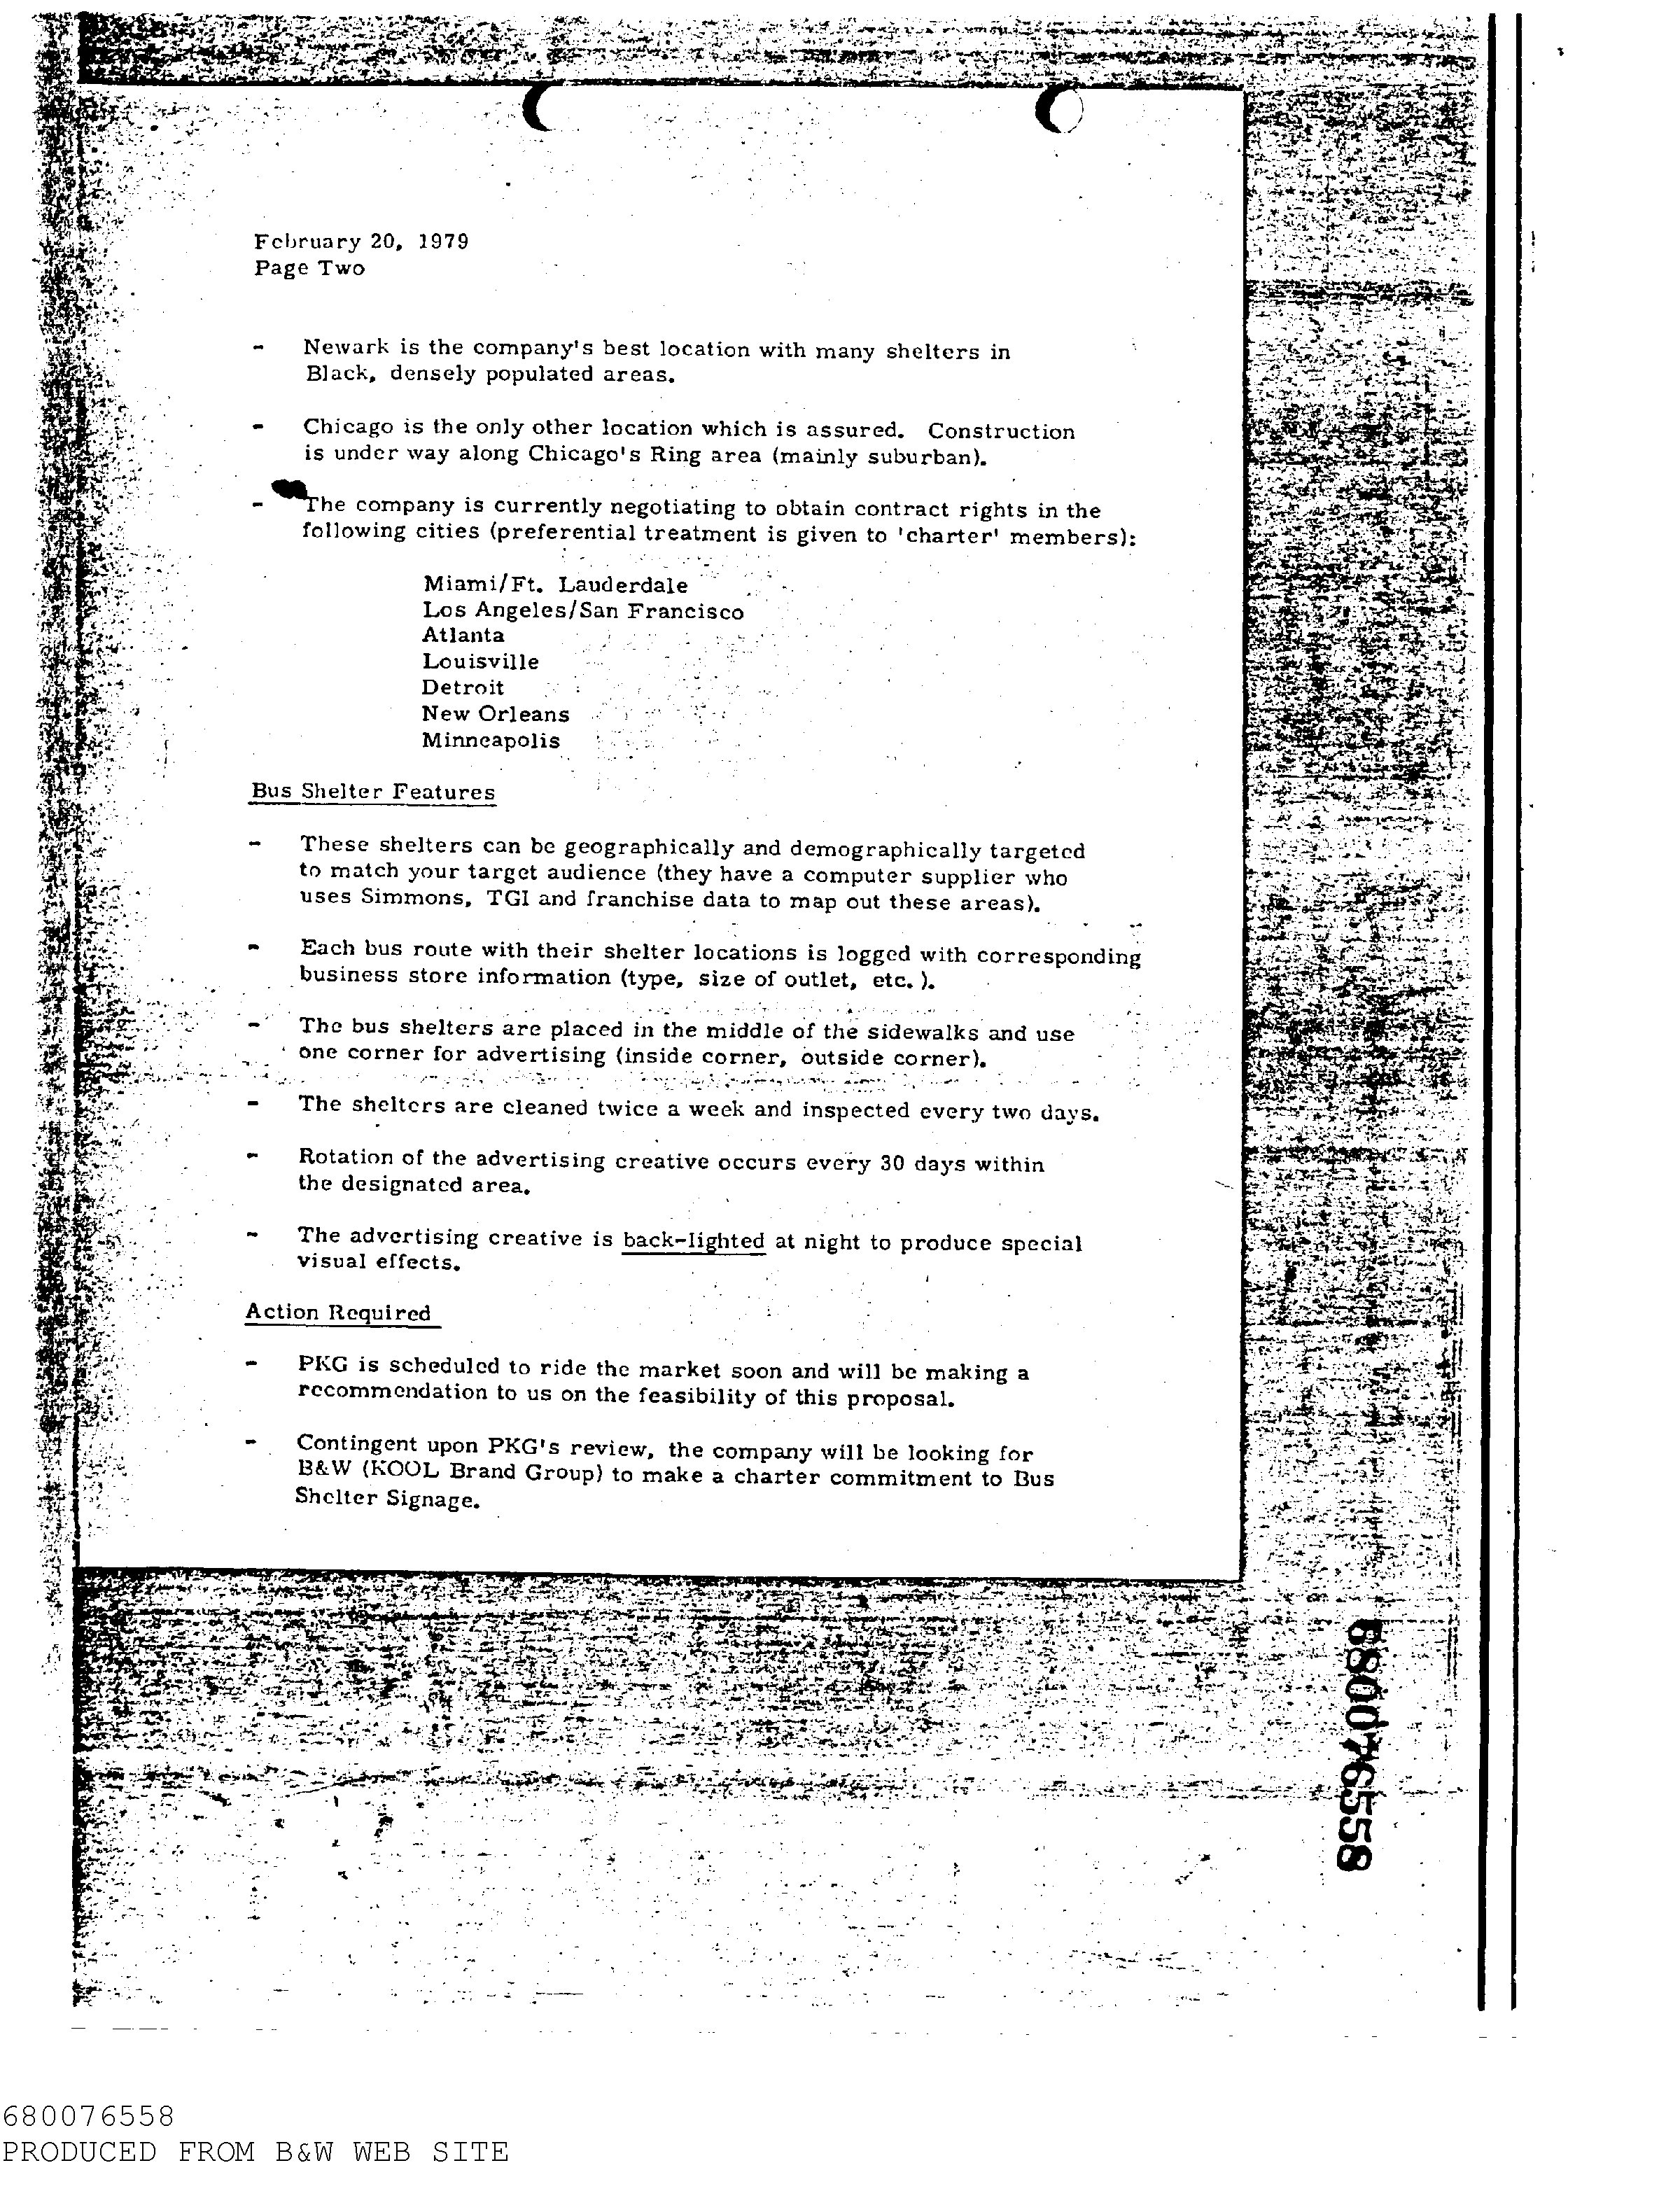 February 20, 1979
Page Two
- Newark is the company's best location with many shelters in
Black, densely populated areas.
- Chicago is the only other location which is assured. Construction
is under way along Chicago's Ring area (mainly suburban).
- The company is currently negotiating to obtain contract rights in the
following cities (preferential treatment is given to 'charter' members):
Miami/Ft. Lauderdale
Los Angeles/San Francisco
Atlanta
Louisville
Detroit
New Orleans
Minneapolis
Bus Shelter Features
- These shelters can be geographically and demographically targeted
to match your target audience (they have a computer supplier who
uses Simmons, TGI and franchise data to map out these areas).
- Each bus route with their shelter locations is logged with corresponding
business store information (type, size of outlet, etc. ).
- The bus shelters are placed in the middle of the sidewalks and use
one corner for advertising (inside corner, outside corner).
- The shelters are cleaned twice a week and inspected every two days.
- Rotation of the advertising creative occurs every 30 days within
the designated area.
- The advertising creative is back-lighted at night to produce special
visual effects.
Action Required
- PKG is scheduled to ride the market soon and will be making a
recommendation to us on the feasibility of this proposal.
- Contingent upon PKG's review, the company will be looking for
B&W (KOOL Brand Group) to make a charter commitment to Bus
Shelter Signage.
680076558
680076558
PRODUCED FROM B&W WEB SITE